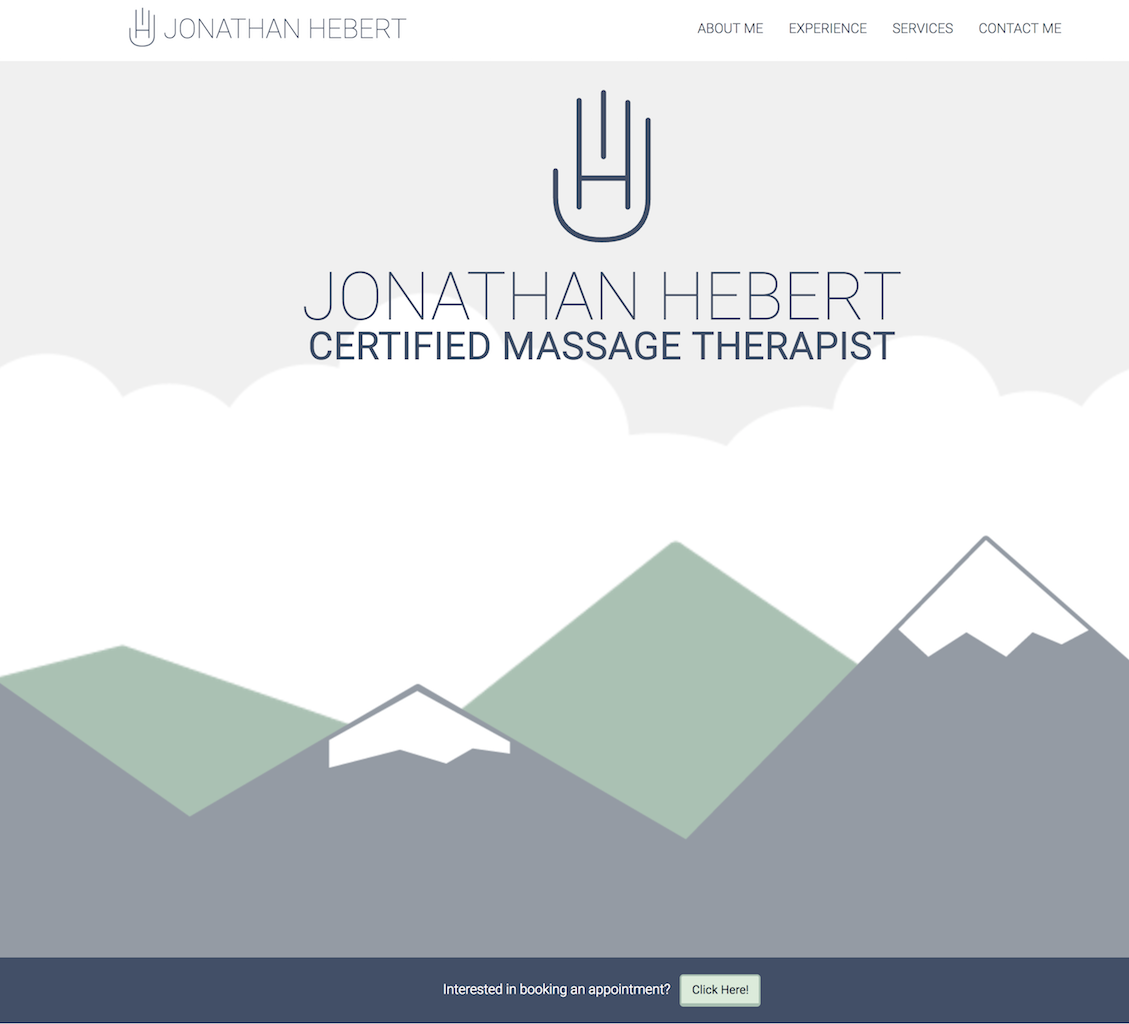 JONATHAN HEBERT
ABOUT ME EXPERIENCE SERVICES CONTACT ME
JONATHAN HEBERT
CERTIFIED MASSAGE THERAPIST
Interested in booking an appointment? Click Here!